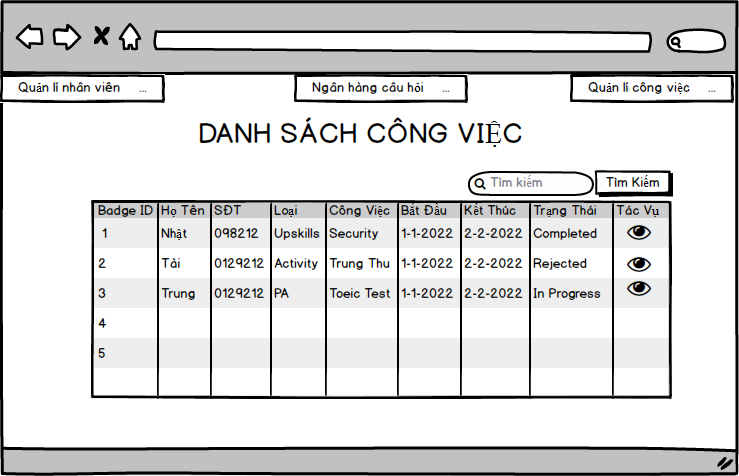 Quản lí nhân viên ...
Ngân hàng câu hỏi ...
Quản lí công việc ...
DANH SÁCH CÔNG VIỆC
Tìm kiếm
Tìm Kiếm
Badge ID Họ Tên SĐT Loại Công Việc Bắt Đầu Kết Thúc Trạng Thái Tác Vụ
1 Nhật 098212 Upskills Security 1-1-2022 2-2-2022 Completed
2 Tài 0129212 Activity Trung Thu 1-1-2022 2-2-2022 Rejected
3 Trung 0129212 PA Toeic Test 1-1-2022 2-2-2022 In Progress
4
5